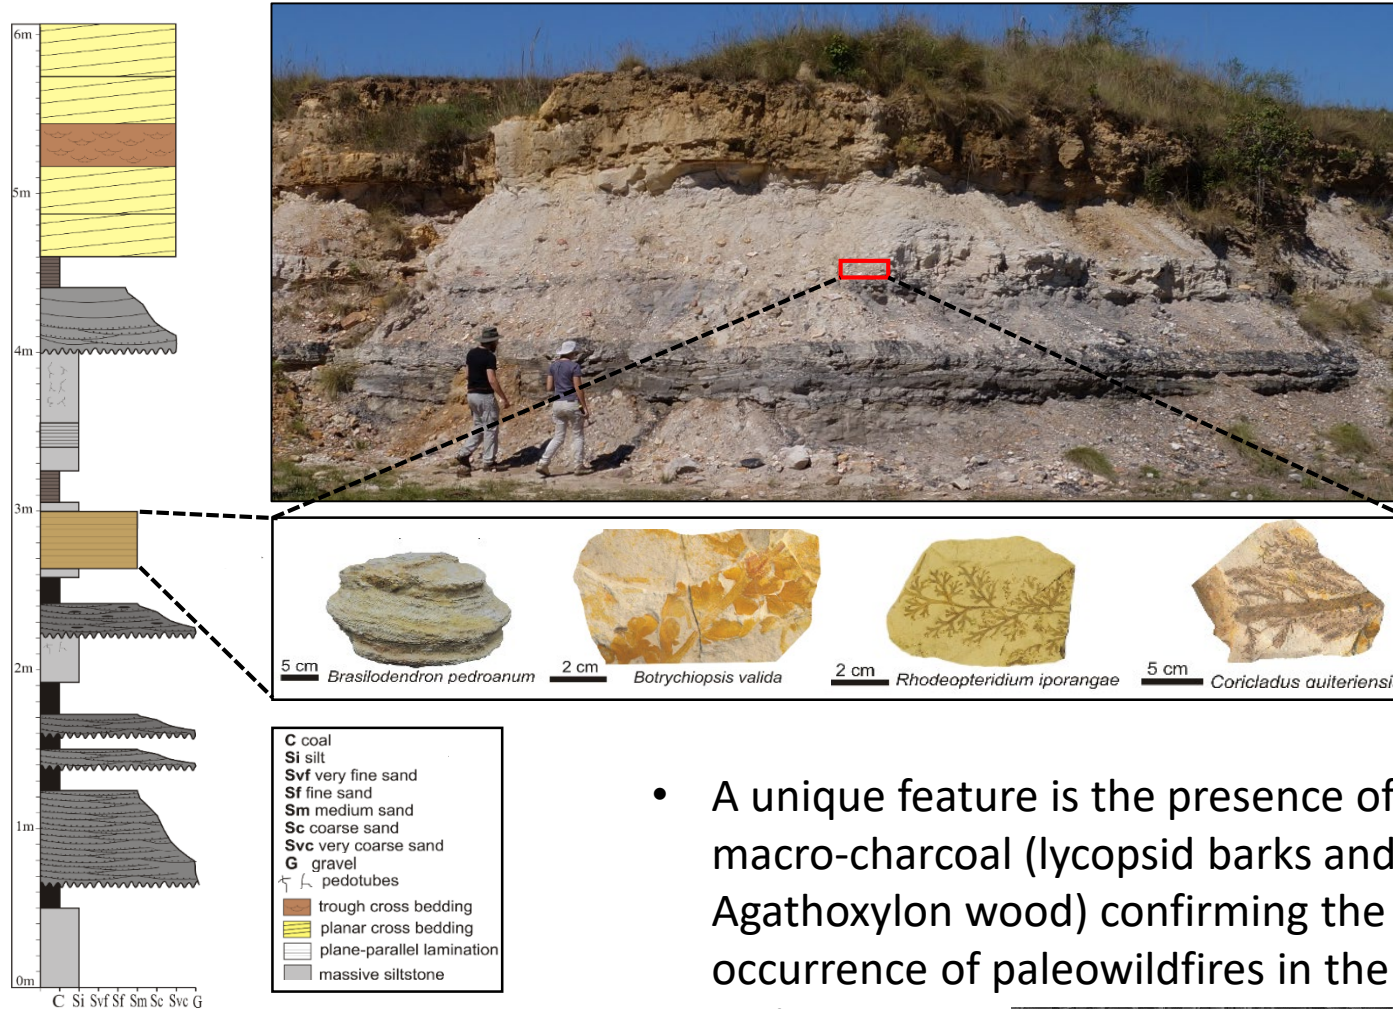 6m
5m
4m
3m
2m
1m
0m
C Si Svf Sf Sm Sc Svc G
5 cm
Brasilodendron pedroanum
2 cm
Botrychiopsis valida
2 cm
Rhodeopteridium iporangae
5 cm
Coricladus quiteriensi
C coal
Si silt
Svf very fine sand
Sf fine sand
Sm medium sand
Sc coarse sand
Svc very coarse sand
G gravel
pedotubes
trough cross bedding
planar cross bedding
plane-parallel lamination
massive siltstone
• A unique feature is the presence of
macro-charcoal (lycopsid barks and
Agathoxylon wood) confirming the
occurrence of paleowildfires in the